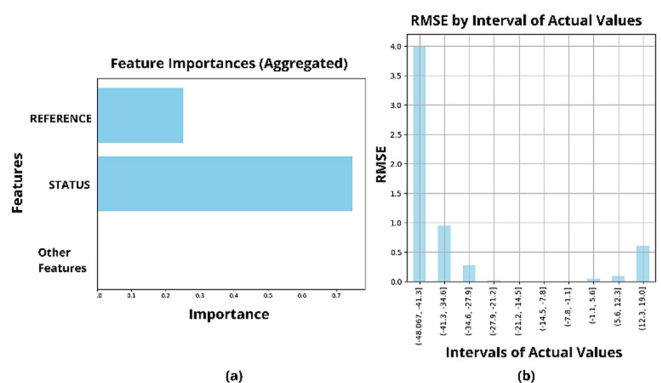 Feature Importances (Aggregated)
Features
REFERENCE
STATUS
Other
Features
.0 0.1 0.2 0.3 0.4 0.5 0.6 0.7
Importance
(a)
RMSE by Interval of Actual Values
RMSE
4.0
3.5
3.0
2.5
2.0
1.5
1.0
0.5
0.0
(-48.067, -41.3]
(-41.3, -34.6]
(-34.6, -27.9]
(-27.9, -21.2]
(-21.2, -14.5]
(-14.5, -7.8]
(-7.8, -1.1]
(-1.1, 5.6]
(5.6, 12.3]
(12.3, 19.0]
Intervals of Actual Values
(b)